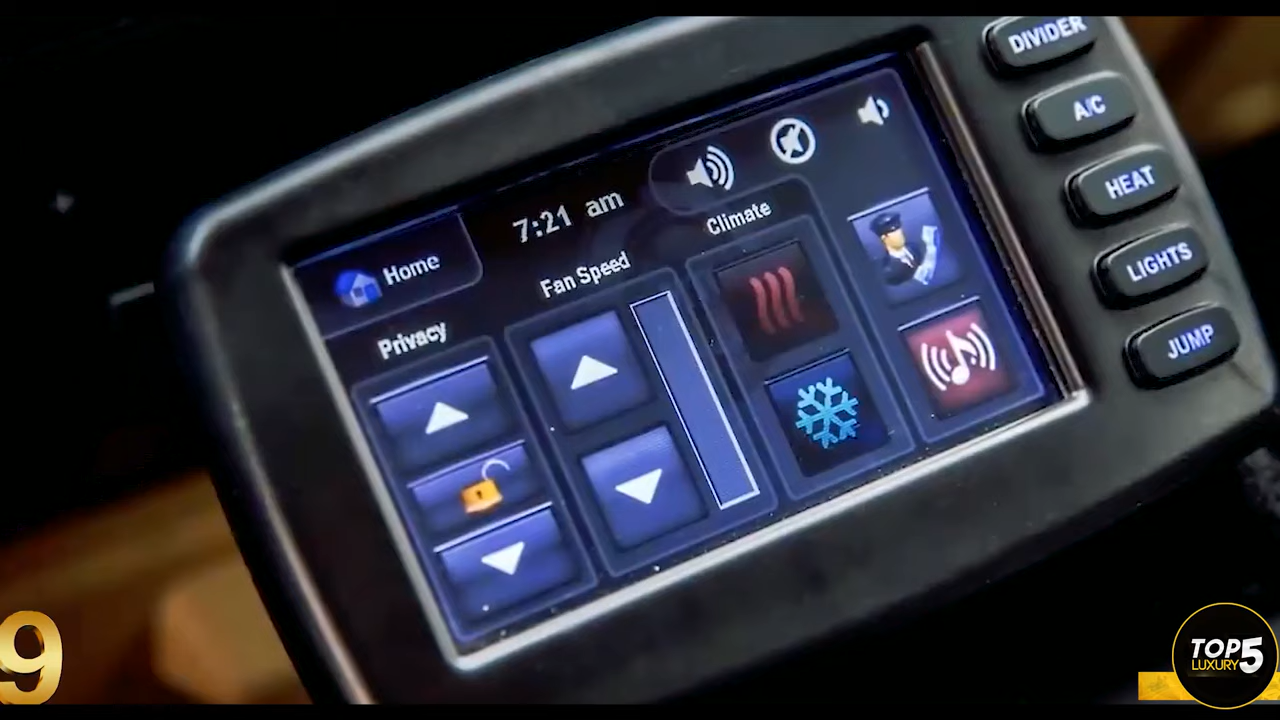 DIVIDER
A/C
HEAT
LIGHTS
JUMP
7:21 am
Home
Privacy
Fan Speed
Climate
9
TOP5
LUXURY